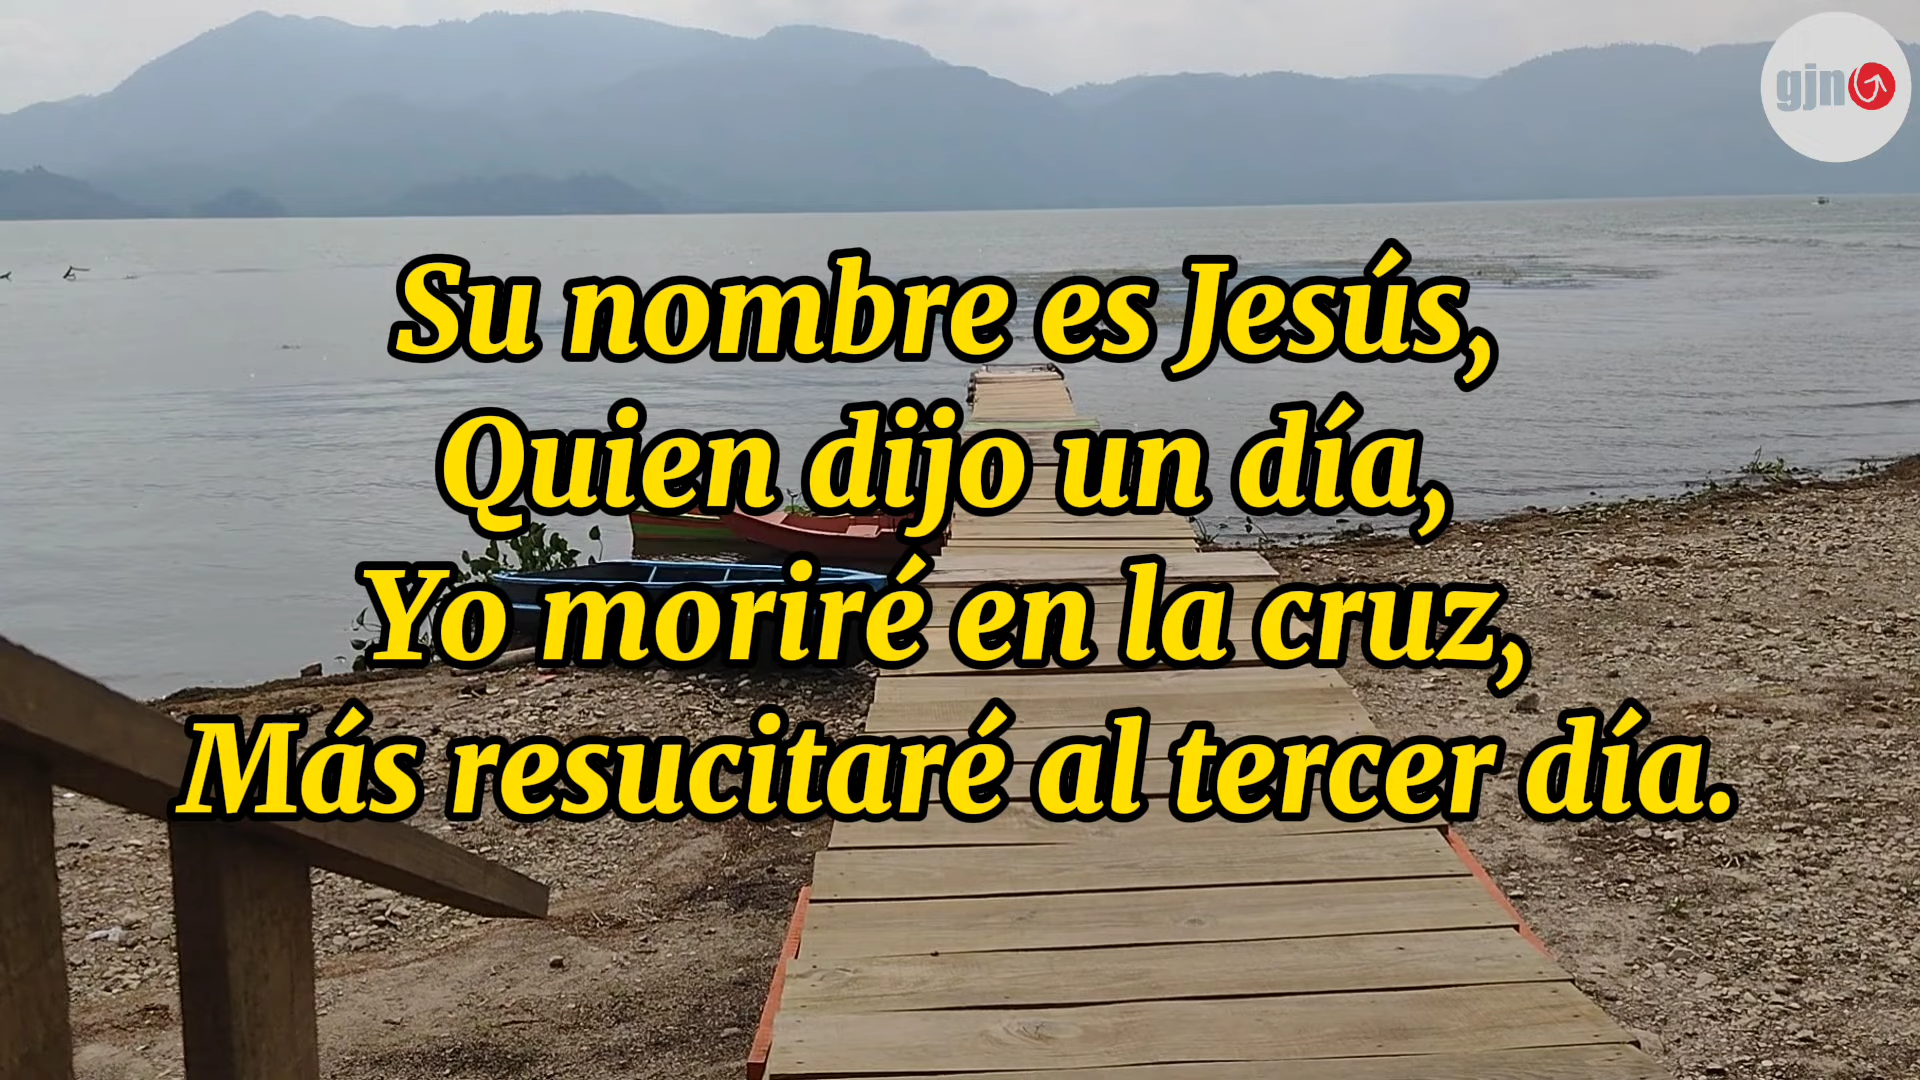 gjn
Su nombre es Jesús,
Quien dijo un día,
Yo moriré en la cruz,
Más resucitaré al tercer día.